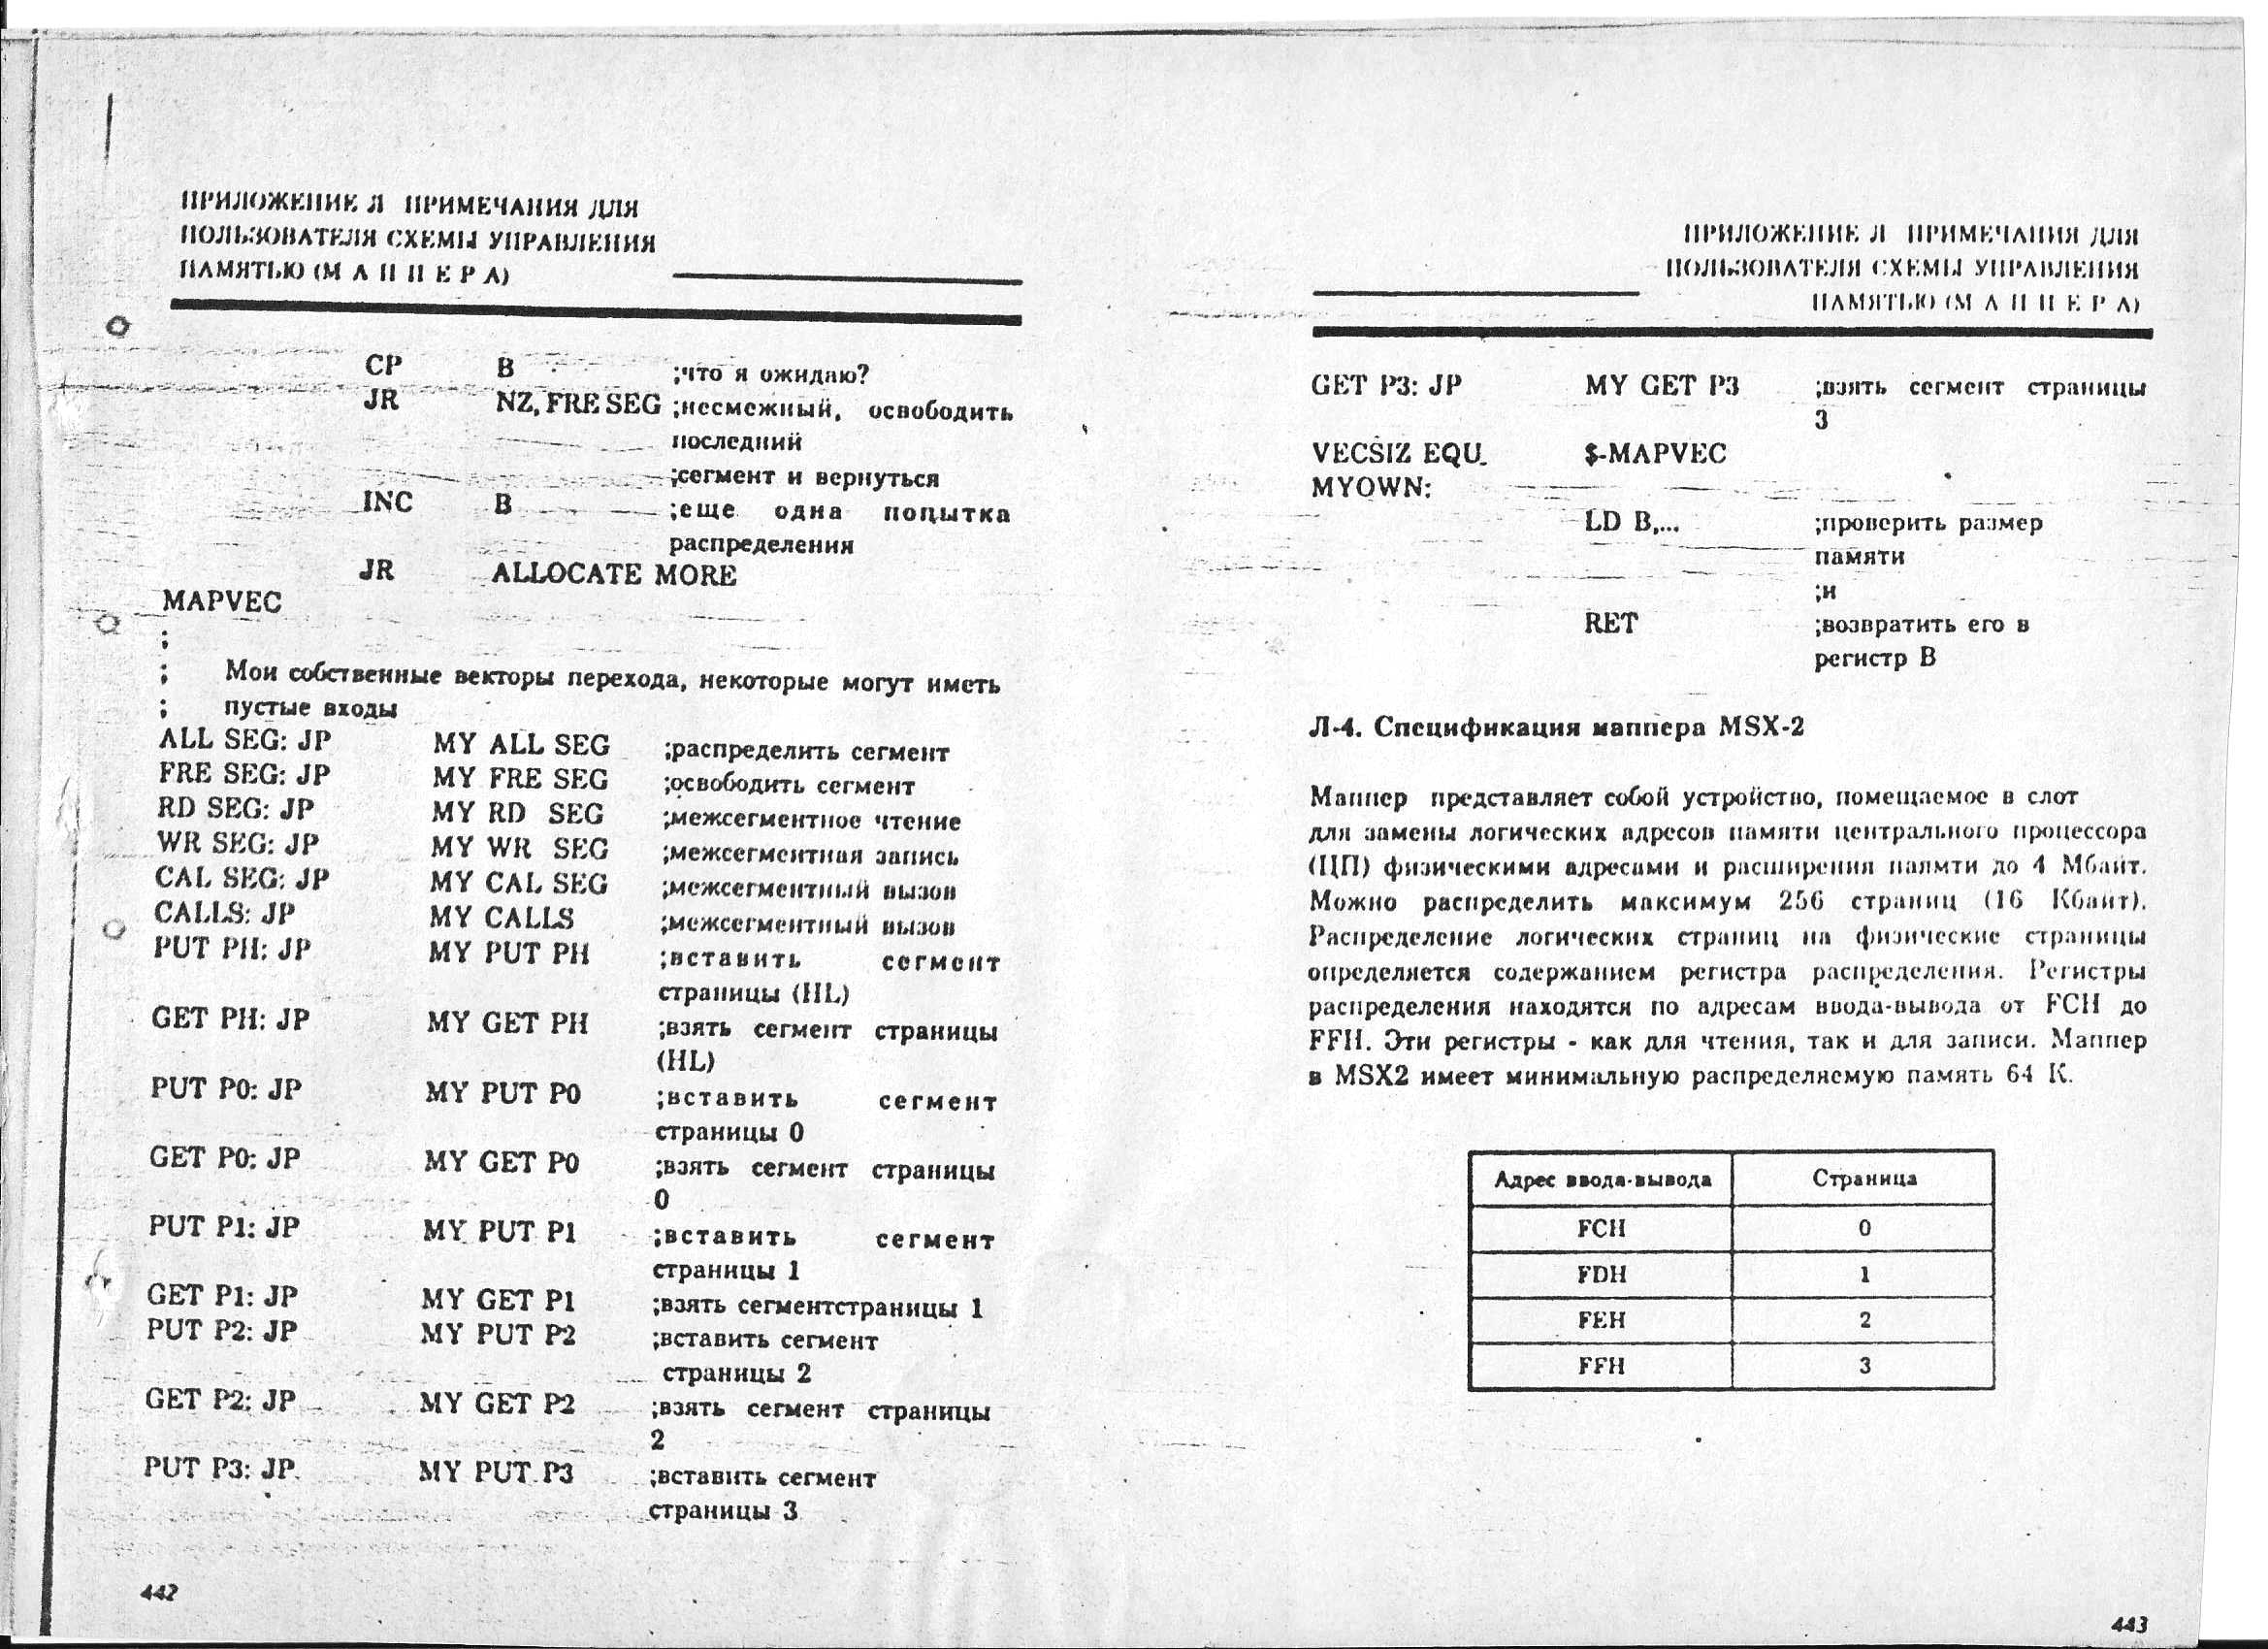 ПРИЛОЖЕНИЕ Л ПРИМЕЧАНИЯ ДЛЯ
ПОЛЬЗОВАТЕЛЯ СХЕМЫ УПРАВЛЕНИЯ
ПАМЯТЬЮ (М А П П Е Р А)
CP B ;что я ожидаю?
JR NZ, FRE SEG ;несмежный, освободить
последний
;сегмент и вернуться
INC B ;еще одна попытка
распределения
JR ALLOCATE MORE
MAPVEC
;
; Мои собственные векторы перехода, некоторые могут иметь
; пустые входы
ALL SEG: JP MY ALL SEG ;распределить сегмент
FRE SEG: JP MY FRE SEG ;освободить сегмент
RD SEG: JP MY RD SEG ;межсегментное чтение
WR SEG: JP MY WR SEG ;межсегментная запись
CAL SEG: JP MY CAL SEG ;межсегментный вызов
CALLS: JP MY CALLS ;межсегментный вызов
PUT PH: JP MY PUT PH ;вставить сегмент
страницы (HL)
GET PH: JP MY GET PH ;взять сегмент страницы
(HL)
PUT P0: JP MY PUT P0 ;вставить сегмент
страницы 0
GET P0: JP MY GET P0 ;взять сегмент страницы
0
PUT P1: JP MY PUT P1 ;вставить сегмент
страницы 1
GET P1: JP MY GET P1 ;взять сегментстраницы 1
PUT P2: JP MY PUT P2 ;вставить сегмент
страницы 2
GET P2: JP MY GET P2 ;взять сегмент страницы
2
PUT P3: JP MY PUT P3 ;вставить сегмент
страницы 3
442
ПРИЛОЖЕНИЕ Л ПРИМЕЧАНИЯ ДЛЯ
ПОЛЬЗОВАТЕЛЯ СХЕМЫ УПРАВЛЕНИЯ
ПАМЯТЬЮ (М А П П Е Р А)
GET P3: JP MY GET P3 ;взять сегмент страницы
3
VECSIZ EQU $-MAPVEC
MYOWN:
LD B,... ;проверить размер
памяти
;и
RET ;возвратить его в
регистр B
Л-4. Спецификация маппера MSX-2
Маппер представляет собой устройство, помещаемое в слот
для замены логических адресов памяти центрального процессора
(ЦП) физическими адресами и расширения паямти до 4 Мбайт.
Можно распределить максимум 256 страниц (16 Кбайт).
Распределение логических страниц на физические страницы
определяется содержанием регистра распределения. Регистры
распределения находятся по адресам ввода-вывода от FCH до
FFH. Эти регистры - как для чтения, так и для записи. Маппер
в MSX2 имеет минимальную распределяемую память 64 К.
Адрес ввода-вывода Страница
FCH 0
FDH 1
FEH 2
FFH 3
443